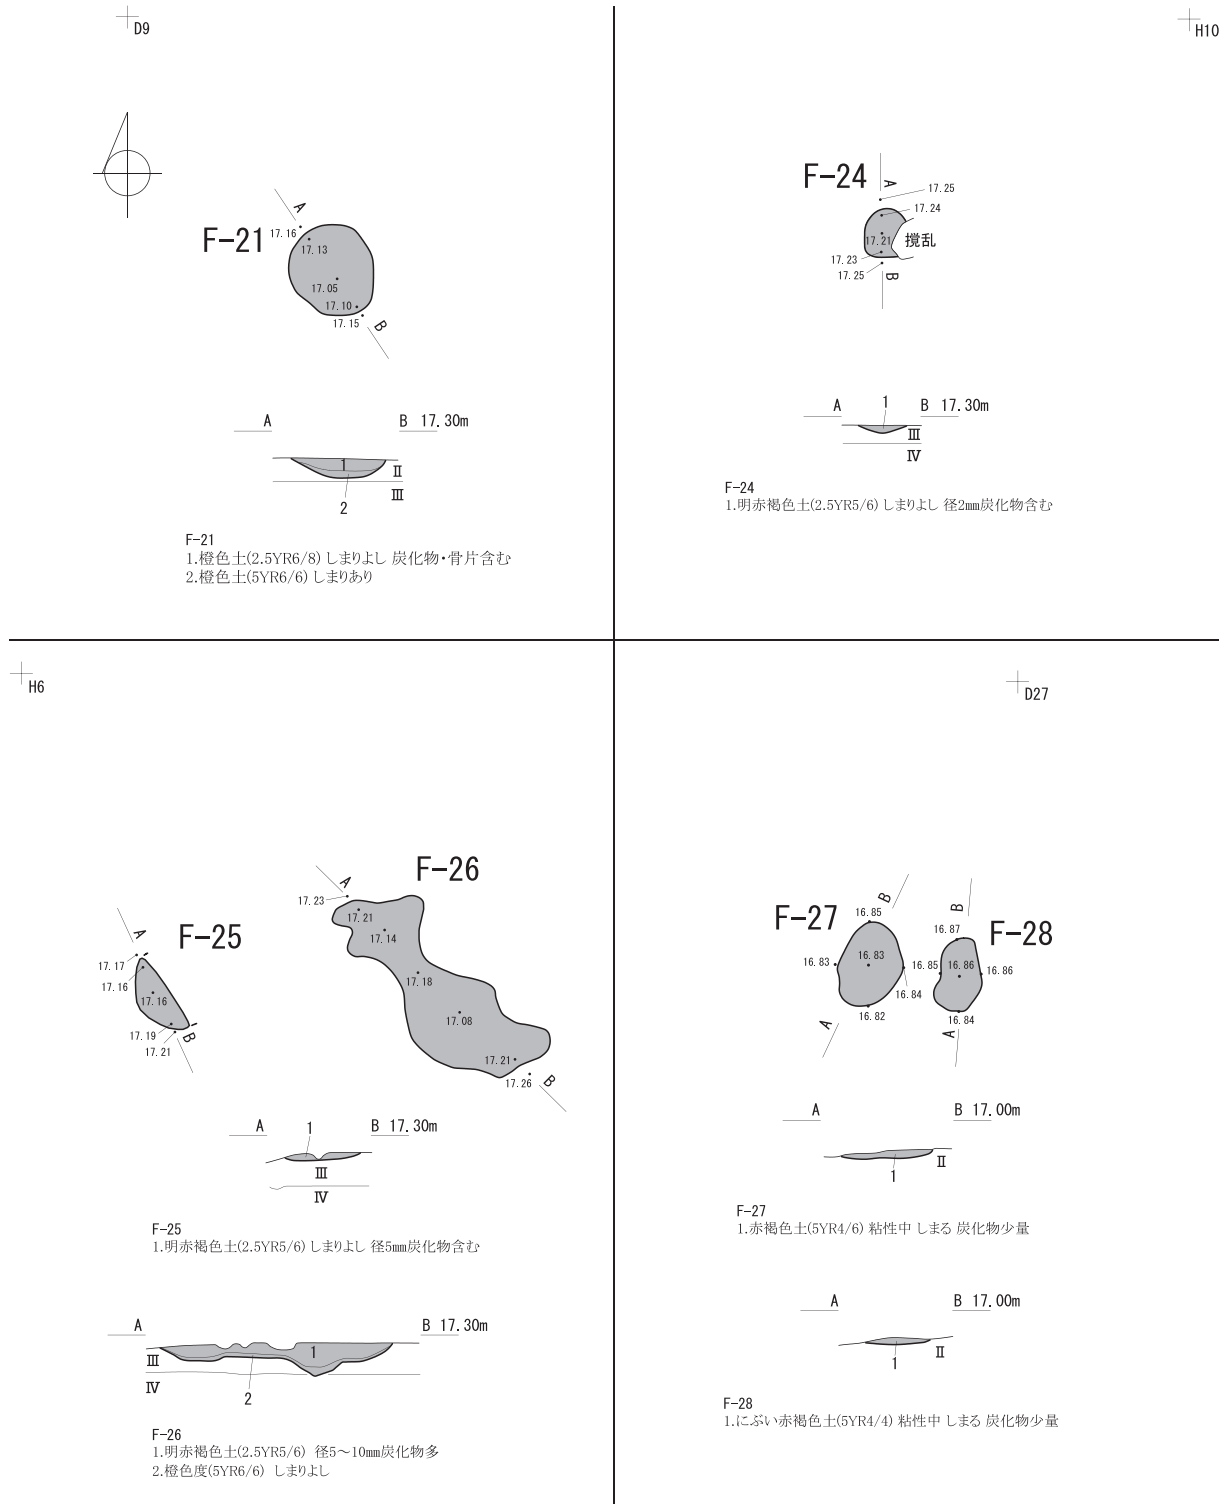 D9
F-21
A
17.16
17.13
17.05
17.10
17.15
B
A
B 17.30m
1
Ⅱ
Ⅲ
2
F-21
1.橙色土(2.5YR6/8) しまりよし 炭化物・骨片含む
2.橙色土(5YR6/6) しまりあり
H10
F-24
A
17.25
17.24
17.21
撹乱
17.23
17.25
B
A
1
B 17.30m
Ⅲ
Ⅳ
F-24
1.明赤褐色土(2.5YR5/6) しまりよし 径2㎜炭化物含む
H6
F-25
A
17.17
17.16
17.16
17.19
17.21
B
F-26
A
17.23
17.21
17.14
17.18
17.08
17.21
17.26
B
A
1
B 17.30m
Ⅲ
Ⅳ
F-25
1.明赤褐色土(2.5YR5/6) しまりよし 径5㎜炭化物含む
A
B 17.30m
Ⅲ
1
Ⅳ
2
F-26
1.明赤褐色土(2.5YR5/6) 径5～10㎜炭化物多
2.橙色度(5YR6/6) しまりよし
D27
F-27
B
16.85
16.83
16.83
16.84
16.82
A
F-28
B
16.87
16.85
16.86
16.86
16.84
A
A
B 17.00m
Ⅱ
1
F-27
1.赤褐色土(5YR4/6) 粘性中 しまる 炭化物少量
A
B 17.00m
Ⅱ
1
F-28
1.にぶい赤褐色土(5YR4/4) 粘性中 しまる 炭化物少量